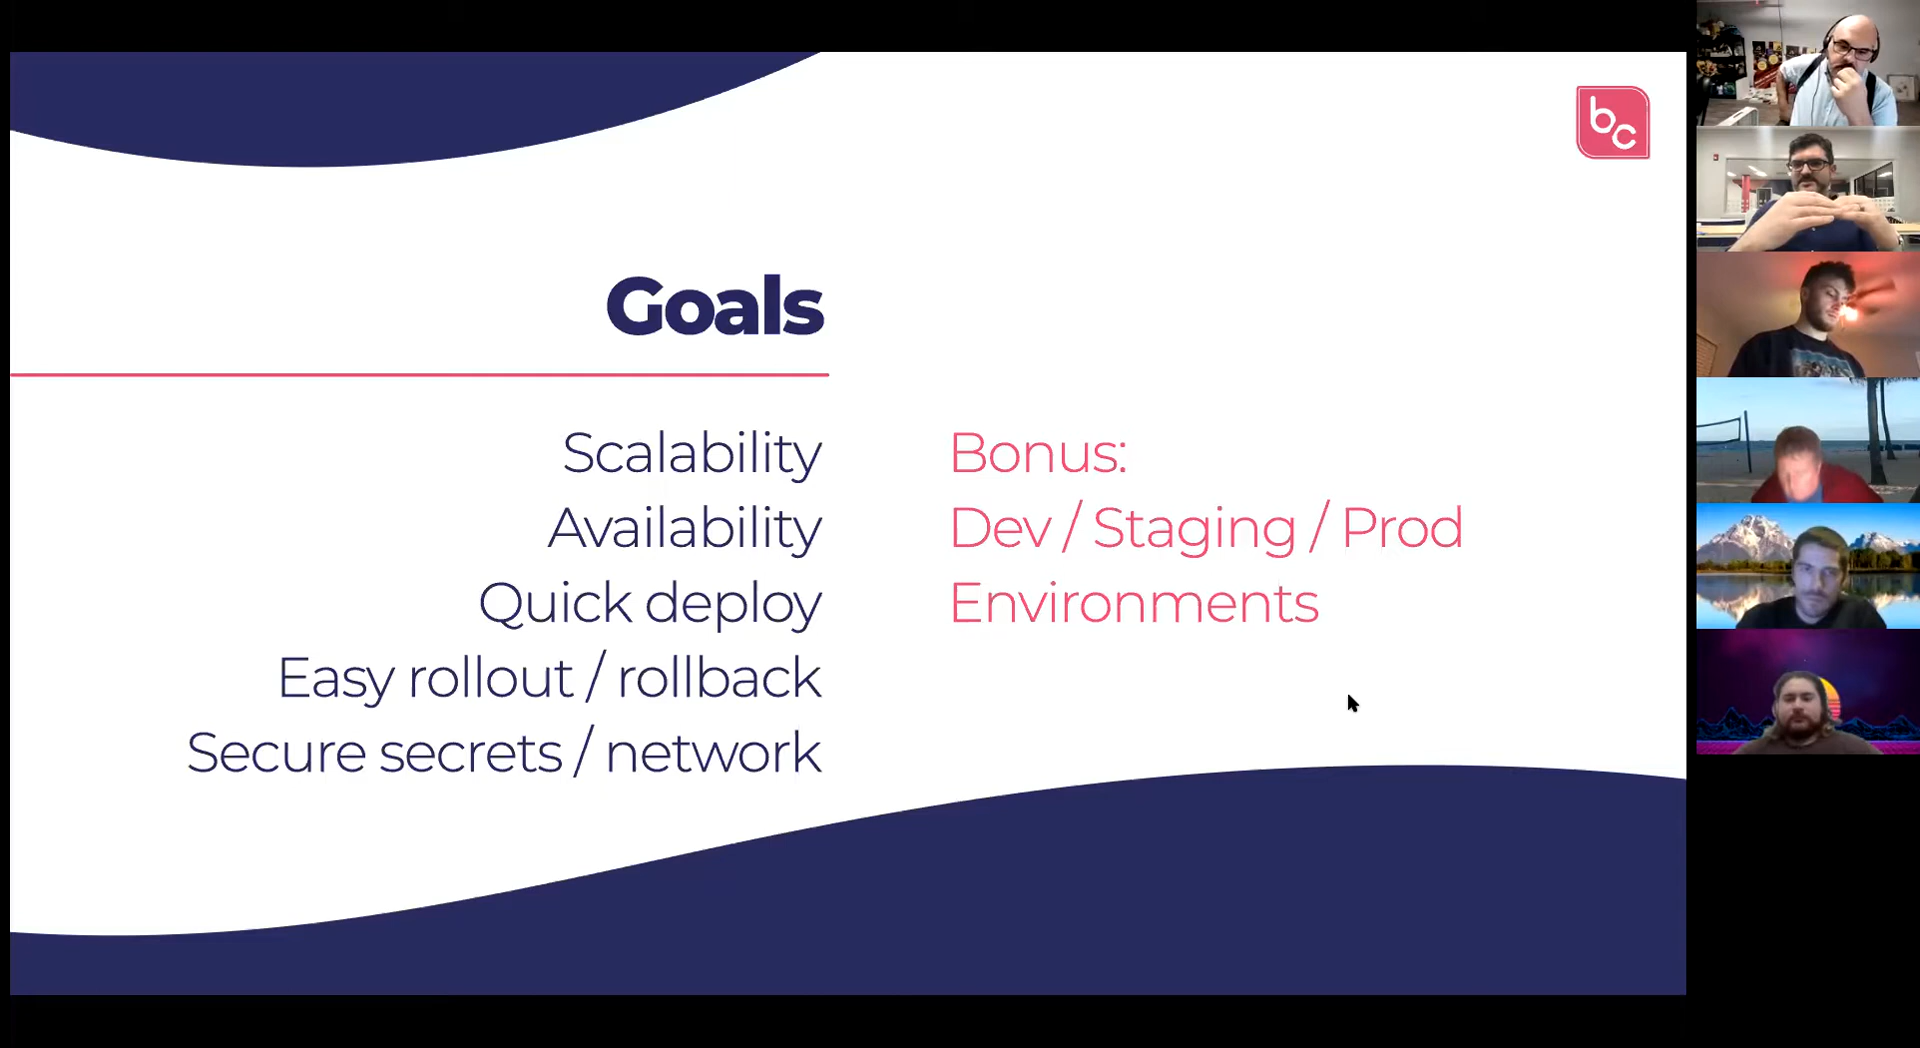 bc
Goals
Scalability
Availability
Quick deploy
Easy rollout / rollback
Secure secrets / network
Bonus:
Dev / Staging / Prod
Environments